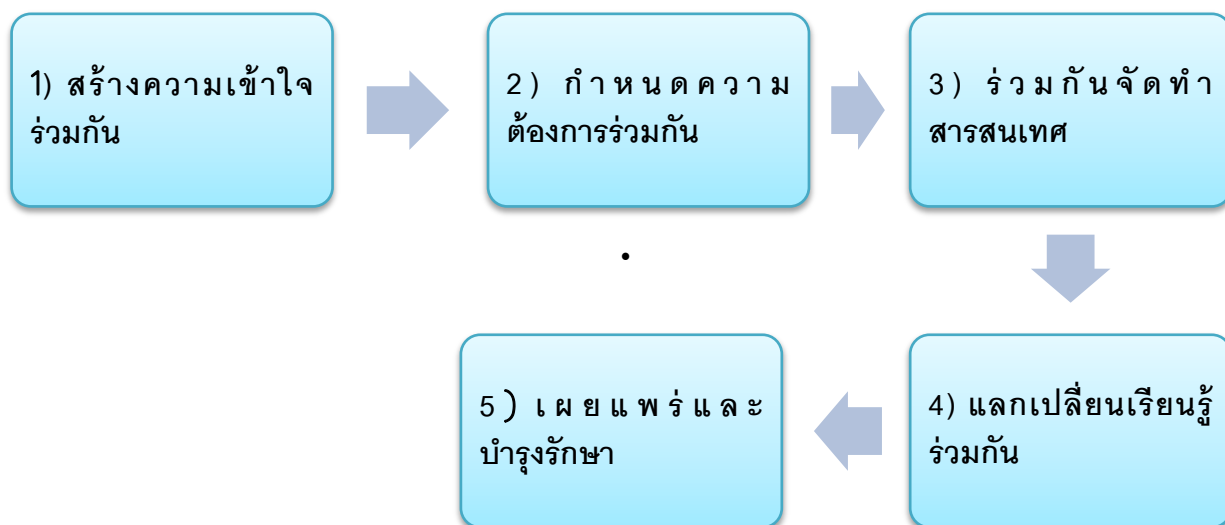 1) สร้างความเข้าใจ
ร่วมกัน
2) กำหนดความ
ต้องการร่วมกัน
3) ร่วมกันจัดทำ
สารสนเทศ
4) แลกเปลี่ยนเรียนรู้
ร่วมกัน
5) เผยแพร่และ
บำรุงรักษา